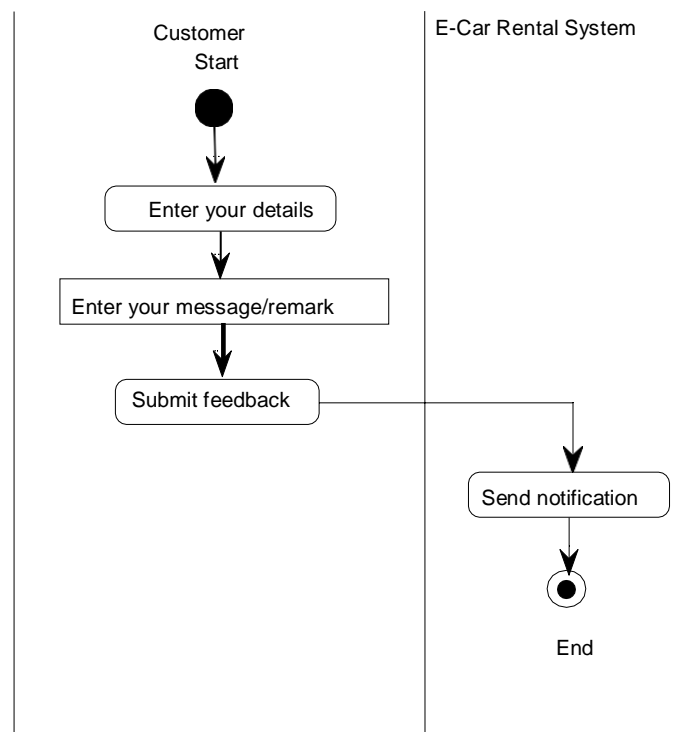 Customer
Start
E-Car Rental System
Enter your details
Enter your message/remark
Submit feedback
Send notification
End